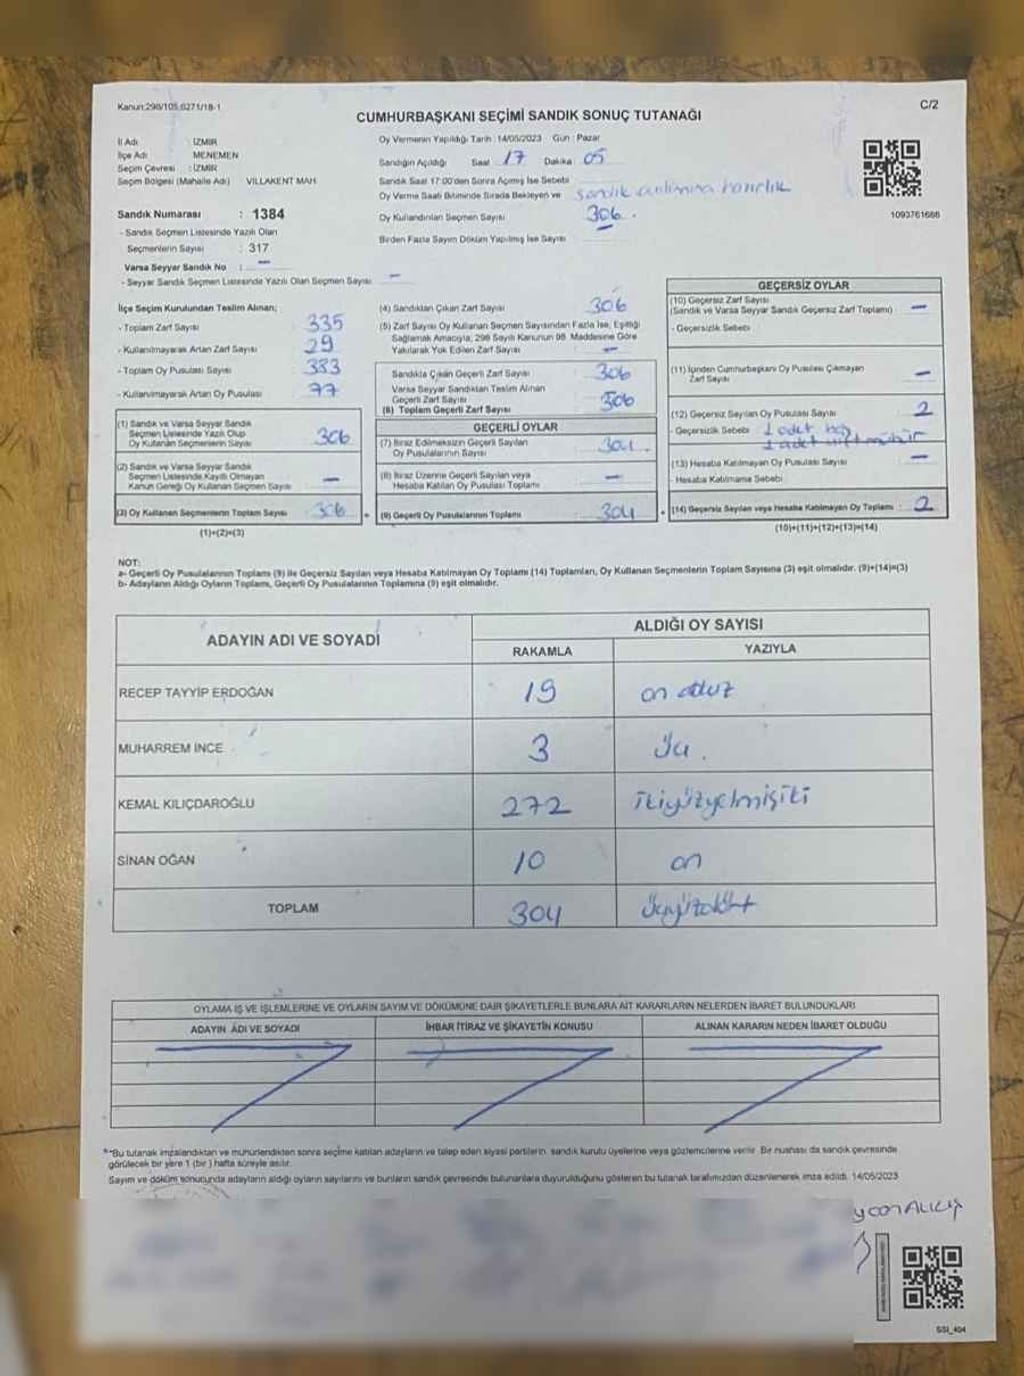 Kanun:298/105,6271/18-1
C/2
CUMHURBAŞKANI SEÇİMİ SANDIK SONUÇ TUTANAĞI
İl Adı : İZMİR
İlçe Adı : MENEMEN
Seçim Çevresi : İZMİR
Seçim Bölgesi (Mahalle Adı) VILLAKENT MAH.
Sandık Numarası : 1384
- Sandık Seçmen Listesinde Yazılı Olan
Seçmenlerin Sayısı : 317
Varsa Seyyar Sandık No : —
- Seyyar Sandık Seçmen Listesinde Yazılı Olan Seçmen Sayısı: —
Oy Vermenin Yapıldığı Tarih : 14/05/2023 Gün : Pazar
Sandığın Açıldığı Saat 17 Dakika 05
Sandık Saat 17:00'den Sonra Açılmış İse Sebebi
Oy Verme Saati Bitiminde Sırada Bekleyen ve sandık açılımına hazırlık
Oy Kullandırılan Seçmen Sayısı 306.
Birden Fazla Sayım Döküm Yapılmış İse Sayısı
1093761666
İlçe Seçim Kurulundan Teslim Alınan;
- Toplam Zarf Sayısı 335
- Kullanılmayarak Artan Zarf Sayısı 29
- Toplam Oy Pusulası Sayısı 383
- Kullanılmayarak Artan Oy Pusulası 77
(1) Sandık ve Varsa Seyyar Sandık
Seçmen Listesinde Yazılı Olup
Oy Kullanan Seçmenlerin Sayısı 306
(2) Sandık ve Varsa Seyyar Sandık
Seçmen Listesinde Kayıtlı Olmayan
Kanun Gereği Oy Kullanan Seçmen Sayısı —
(3) Oy Kullanan Seçmenlerin Toplam Sayısı 306
(1)+(2)=(3)
(4) Sandıktan Çıkan Zarf Sayısı 306
(5) Zarf Sayısı Oy Kullanan Seçmen Sayısından Fazla İse, Eşitliği
Sağlamak Amacıyla, 298 Sayılı Kanunun 98. Maddesine Göre
Yakılarak Yok Edilen Zarf Sayısı —
Sandıkta Çıkan Geçerli Zarf Sayısı 306
Varsa Seyyar Sandıktan Teslim Alınan
Geçerli Zarf Sayısı
(6) Toplam Geçerli Zarf Sayısı 306
GEÇERLİ OYLAR
(7) İtiraz Edilmeksizin Geçerli Sayılan
Oy Pusulalarının Sayısı 304
(8) İtiraz Üzerine Geçerli Sayılan veya
Hesaba Katılan Oy Pusulası Toplamı —
(9) Geçerli Oy Pusulalarının Toplamı 304
GEÇERSİZ OYLAR
(10) Geçersiz Zarf Sayısı
(Sandık ve Varsa Seyyar Sandık Geçersiz Zarf Toplamı) —
- Geçersizlik Sebebi
(11) İçinden Cumhurbaşkanı Oy Pusulası Çıkmayan
Zarf Sayısı —
(12) Geçersiz Sayılan Oy Pusulası Sayısı 2
- Geçersizlik Sebebi 1 adet boş
1 adet çift mühür
(13) Hesaba Katılmayan Oy Pusulası Sayısı —
- Hesaba Katılmama Sebebi
(14) Geçersiz Sayılan veya Hesaba Katılmayan Oy Toplamı : 2
(10)+(11)+(12)+(13)=(14)
NOT:
a- Geçerli Oy Pusulalarının Toplamı (9) ile Geçersiz Sayılan veya Hesaba Katılmayan Oy Toplamı (14) Toplamları, Oy Kullanan Seçmenlerin Toplam Sayısına (3) eşit olmalıdır. (9)+(14)=(3)
b- Adayların Aldığı Oyların Toplamı, Geçerli Oy Pusulalarının Toplamına (9) eşit olmalıdır.
ADAYIN ADI VE SOYADI
ALDIĞI OY SAYISI
RAKAMLA YAZIYLA
RECEP TAYYİP ERDOĞAN 19
MUHARREM İNCE 3
KEMAL KILIÇDAROĞLU 272 ikiyüzyetmişiki
SİNAN OĞAN 10 on
TOPLAM 304 üçyüzdört
OYLAMA İŞ VE İŞLEMLERİNE VE OYLARIN SAYIM VE DÖKÜMÜNE DAİR ŞİKAYETLERLE BUNLARA AİT KARARLARIN NELERDEN İBARET BULUNDUKLARI
ADAYIN ADI VE SOYADI İHBAR İTİRAZ VE ŞİKAYETİN KONUSU ALINAN KARARIN NEDEN İBARET OLDUĞU
*-Bu tutanak imzalandıktan ve mühürlendikten sonra seçime katılan adayların ve talep eden siyasi partilerin, sandık kurulu üyelerine veya gözlemcilerine verilir. Bir nushası da sandık çevresinde
görülecek bir yere 1 (bir ) hafta süreyle asılır.
Sayım ve döküm sonucunda adayların aldığı oyların sayılarını ve bunların sandık çevresinde bulunanlara duyurulduğunu gösteren bu tutanak tarafımızdan düzenlenerek imza edildi. 14/05/2023